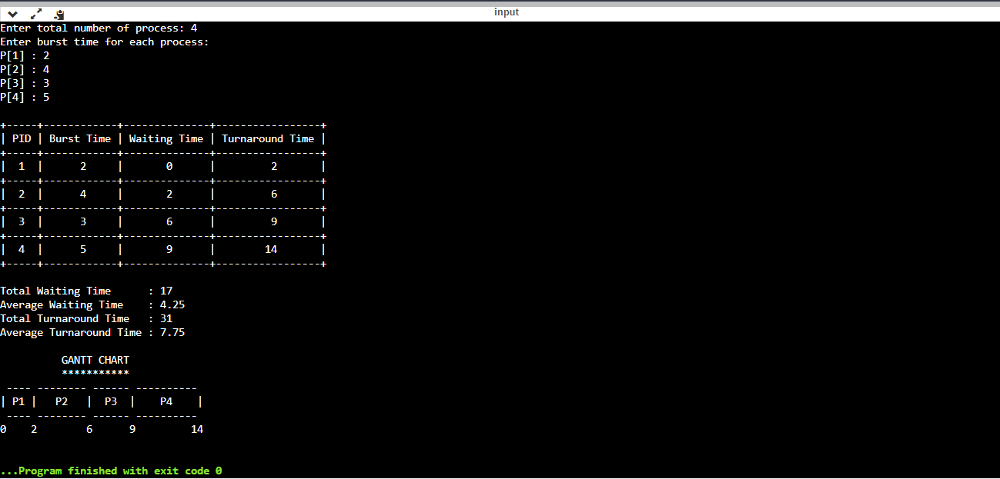 input
Enter total number of process: 4
Enter burst time for each process:
P[1] : 2
P[2] : 4
P[3] : 3
P[4] : 5

+-----+------------+--------------+-----------------+
| PID | Burst Time | Waiting Time | Turnaround Time |
+-----+------------+--------------+-----------------+
|  1  |      2     |       0      |         2       |
+-----+------------+--------------+-----------------+
|  2  |      4     |       2      |         6       |
+-----+------------+--------------+-----------------+
|  3  |      3     |       6      |         9       |
+-----+------------+--------------+-----------------+
|  4  |      5     |       9      |        14       |
+-----+------------+--------------+-----------------+

Total Waiting Time      : 17
Average Waiting Time    : 4.25
Total Turnaround Time   : 31
Average Turnaround Time : 7.75

          GANTT CHART
          ***********
 ---- -------- ------ ----------
| P1 |   P2   |  P3  |    P4    |
 ---- -------- ------ ----------
0    2        6      9         14

...Program finished with exit code 0